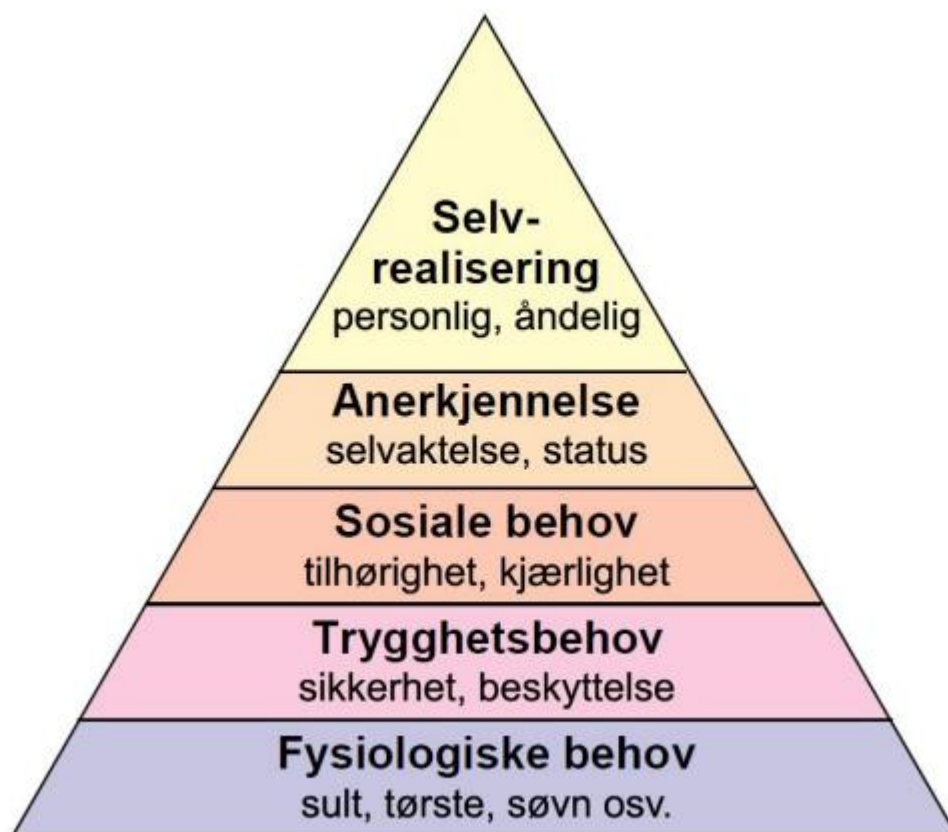 Selv-
realisering
personlig, åndelig
Anerkjennelse
selvaktelse, status
Sosiale behov
tilhørighet, kjærlighet
Trygghetsbehov
sikkerhet, beskyttelse
Fysiologiske behov
sult, tørste, søvn osv.